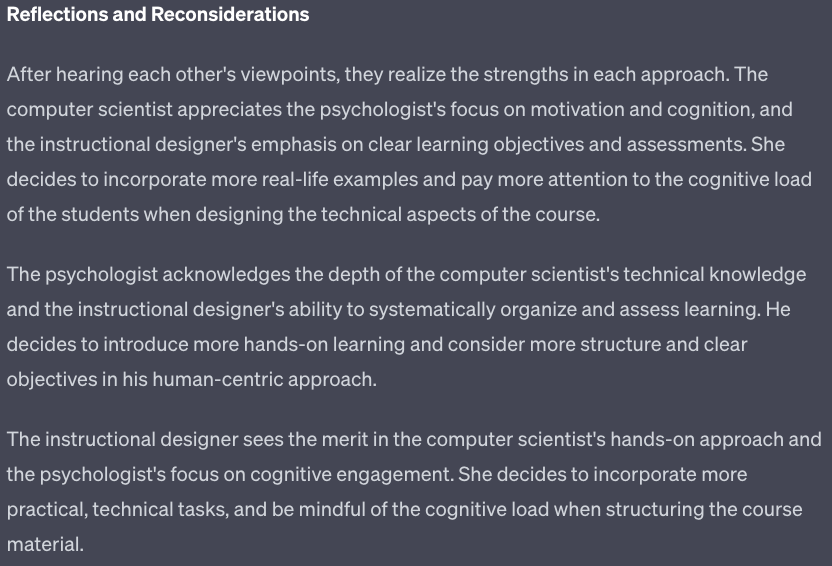 Reflections and Reconsiderations
After hearing each other's viewpoints, they realize the strengths in each approach. The
computer scientist appreciates the psychologist's focus on motivation and cognition, and
the instructional designer's emphasis on clear learning objectives and assessments. She
decides to incorporate more real-life examples and pay more attention to the cognitive load
of the students when designing the technical aspects of the course.
The psychologist acknowledges the depth of the computer scientist's technical knowledge
and the instructional designer's ability to systematically organize and assess learning. He
decides to introduce more hands-on learning and consider more structure and clear
objectives in his human-centric approach.
The instructional designer sees the merit in the computer scientist's hands-on approach and
the psychologist's focus on cognitive engagement. She decides to incorporate more
practical, technical tasks, and be mindful of the cognitive load when structuring the course
material.